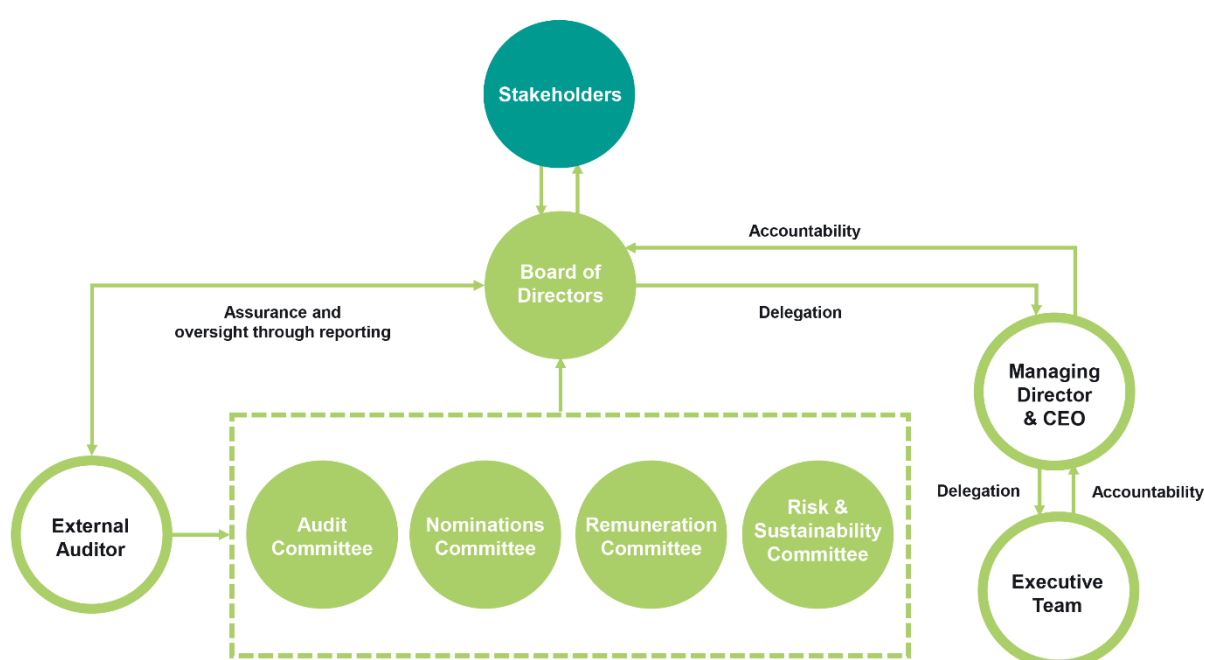 Stakeholders
Accountability
Board of
Directors
Assurance and
oversight through reporting
Delegation
Managing
Director
& CEO
Delegation
Accountability
External
Auditor
Audit
Committee
Nominations
Committee
Remuneration
Committee
Risk &
Sustainability
Committee
Executive
Team